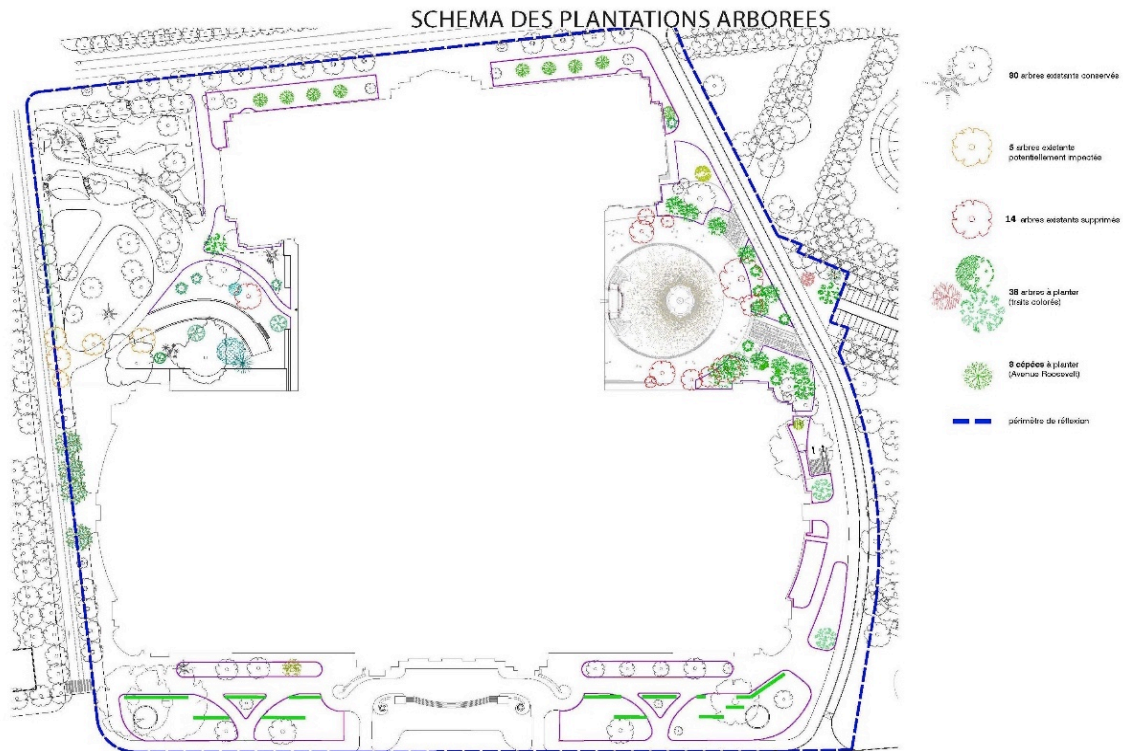 SCHEMA DES PLANTATIONS ARBOREES
80 arbres existants conservés
5 arbres existants
potentiellement impactés
14 arbres existants supprimés
38 arbres à planter
(traits colorés)
9 cépées à planter
(Avenue Roosevelt)
périmètre de réflexion